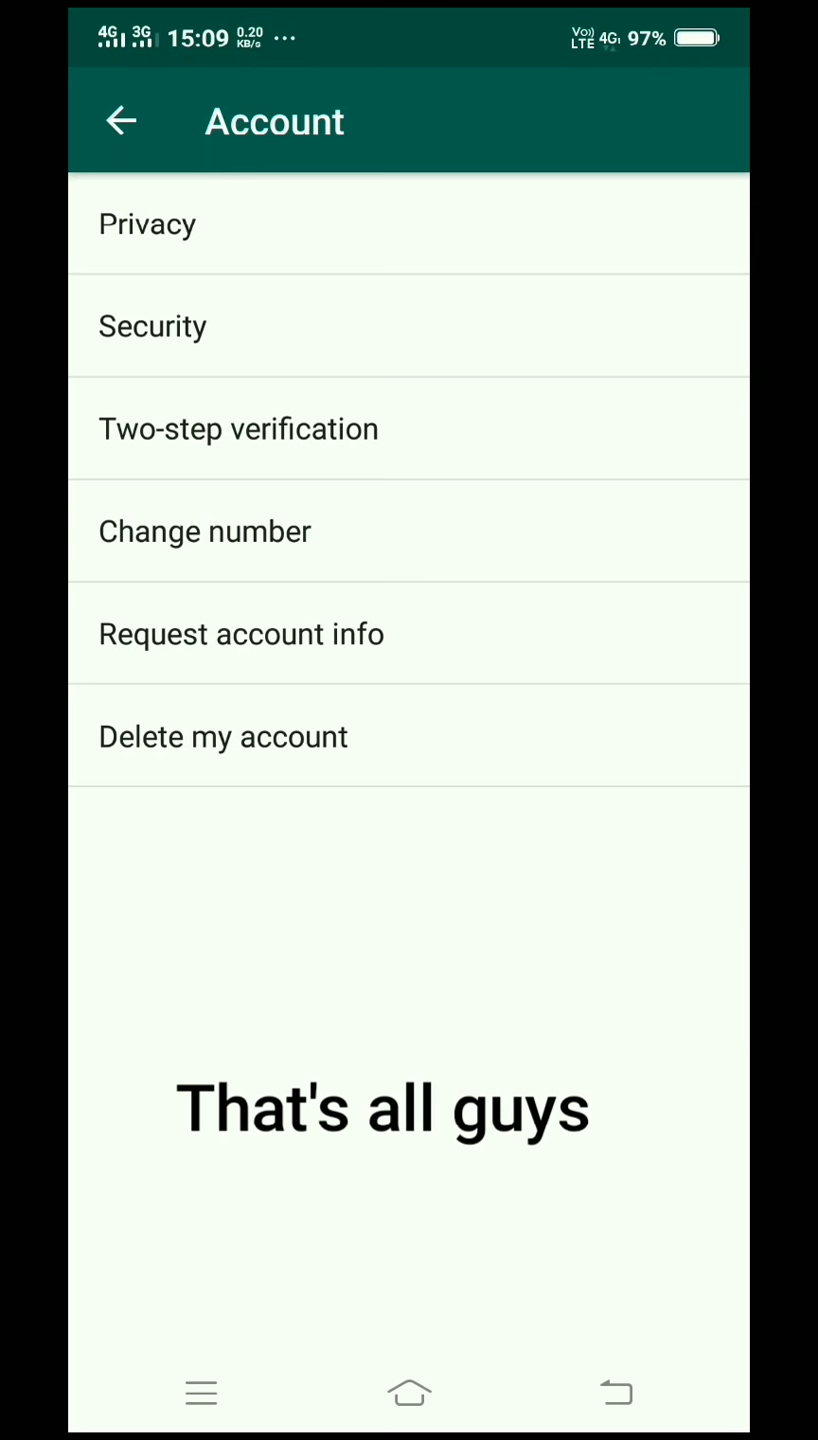 4G 3G 15:09 0.20 KB/s ... Vo)) LTE 4G 97%
Account
Privacy
Security
Two-step verification
Change number
Request account info
Delete my account
That's all guys